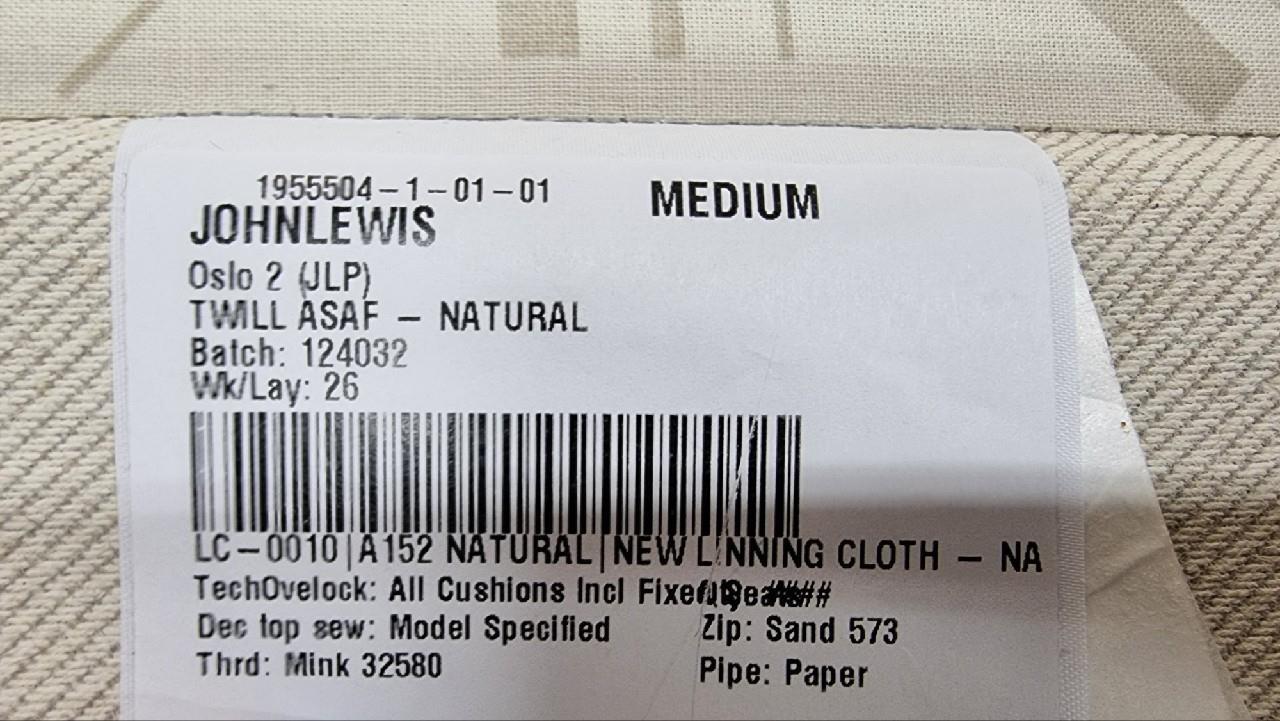 1955504-1-01-01
MEDIUM
JOHNLEWIS
Oslo 2 (JLP)
TWILL ASAF - NATURAL
Batch: 124032
Wk/Lay: 26
LC-0010|A152 NATURAL|NEW LINNING CLOTH - NA
TechOvelock: All Cushions Incl
Dec top sew: Model Specified Zip: Sand 573
Thrd: Mink 32580 Pipe: Paper